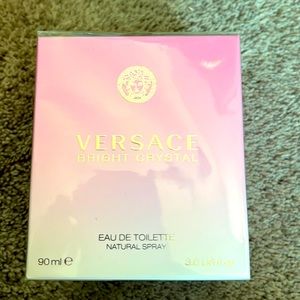 VERSACE
BRIGHT CRYSTAL
EAU DE TOILETTE
NATURAL SPRAY
90 ml ℮